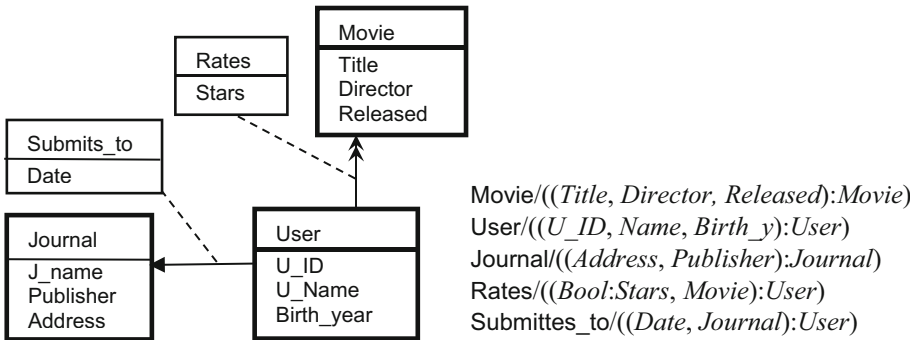 Movie
Title
Director
Released
Rates
Stars
Submits_to
Date
Journal
J_name
Publisher
Address
User
U_ID
U_Name
Birth_year
Movie/((Title, Director, Released):Movie)
User/((U_ID, Name, Birth_y):User)
Journal/((Address, Publisher):Journal)
Rates/((Bool:Stars, Movie):User)
Submittes_to/((Date, Journal):User)